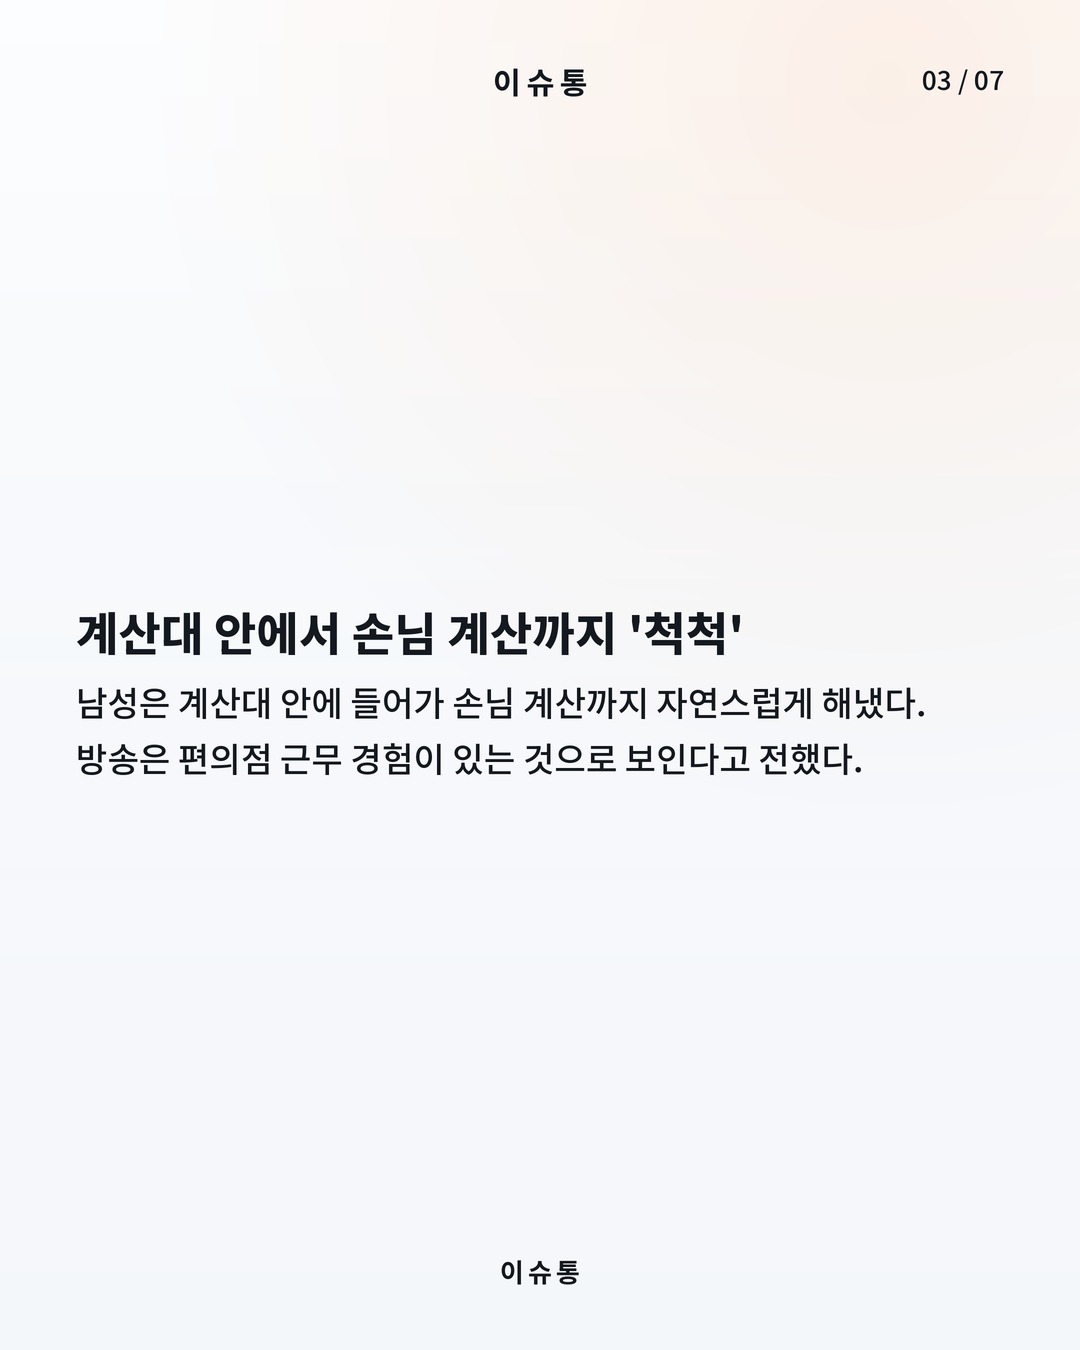 이슈통
03 / 07
계산대 안에서 손님 계산까지 '척척'
남성은 계산대 안에 들어가 손님 계산까지 자연스럽게 해냈다.
방송은 편의점 근무 경험이 있는 것으로 보인다고 전했다.
이슈통